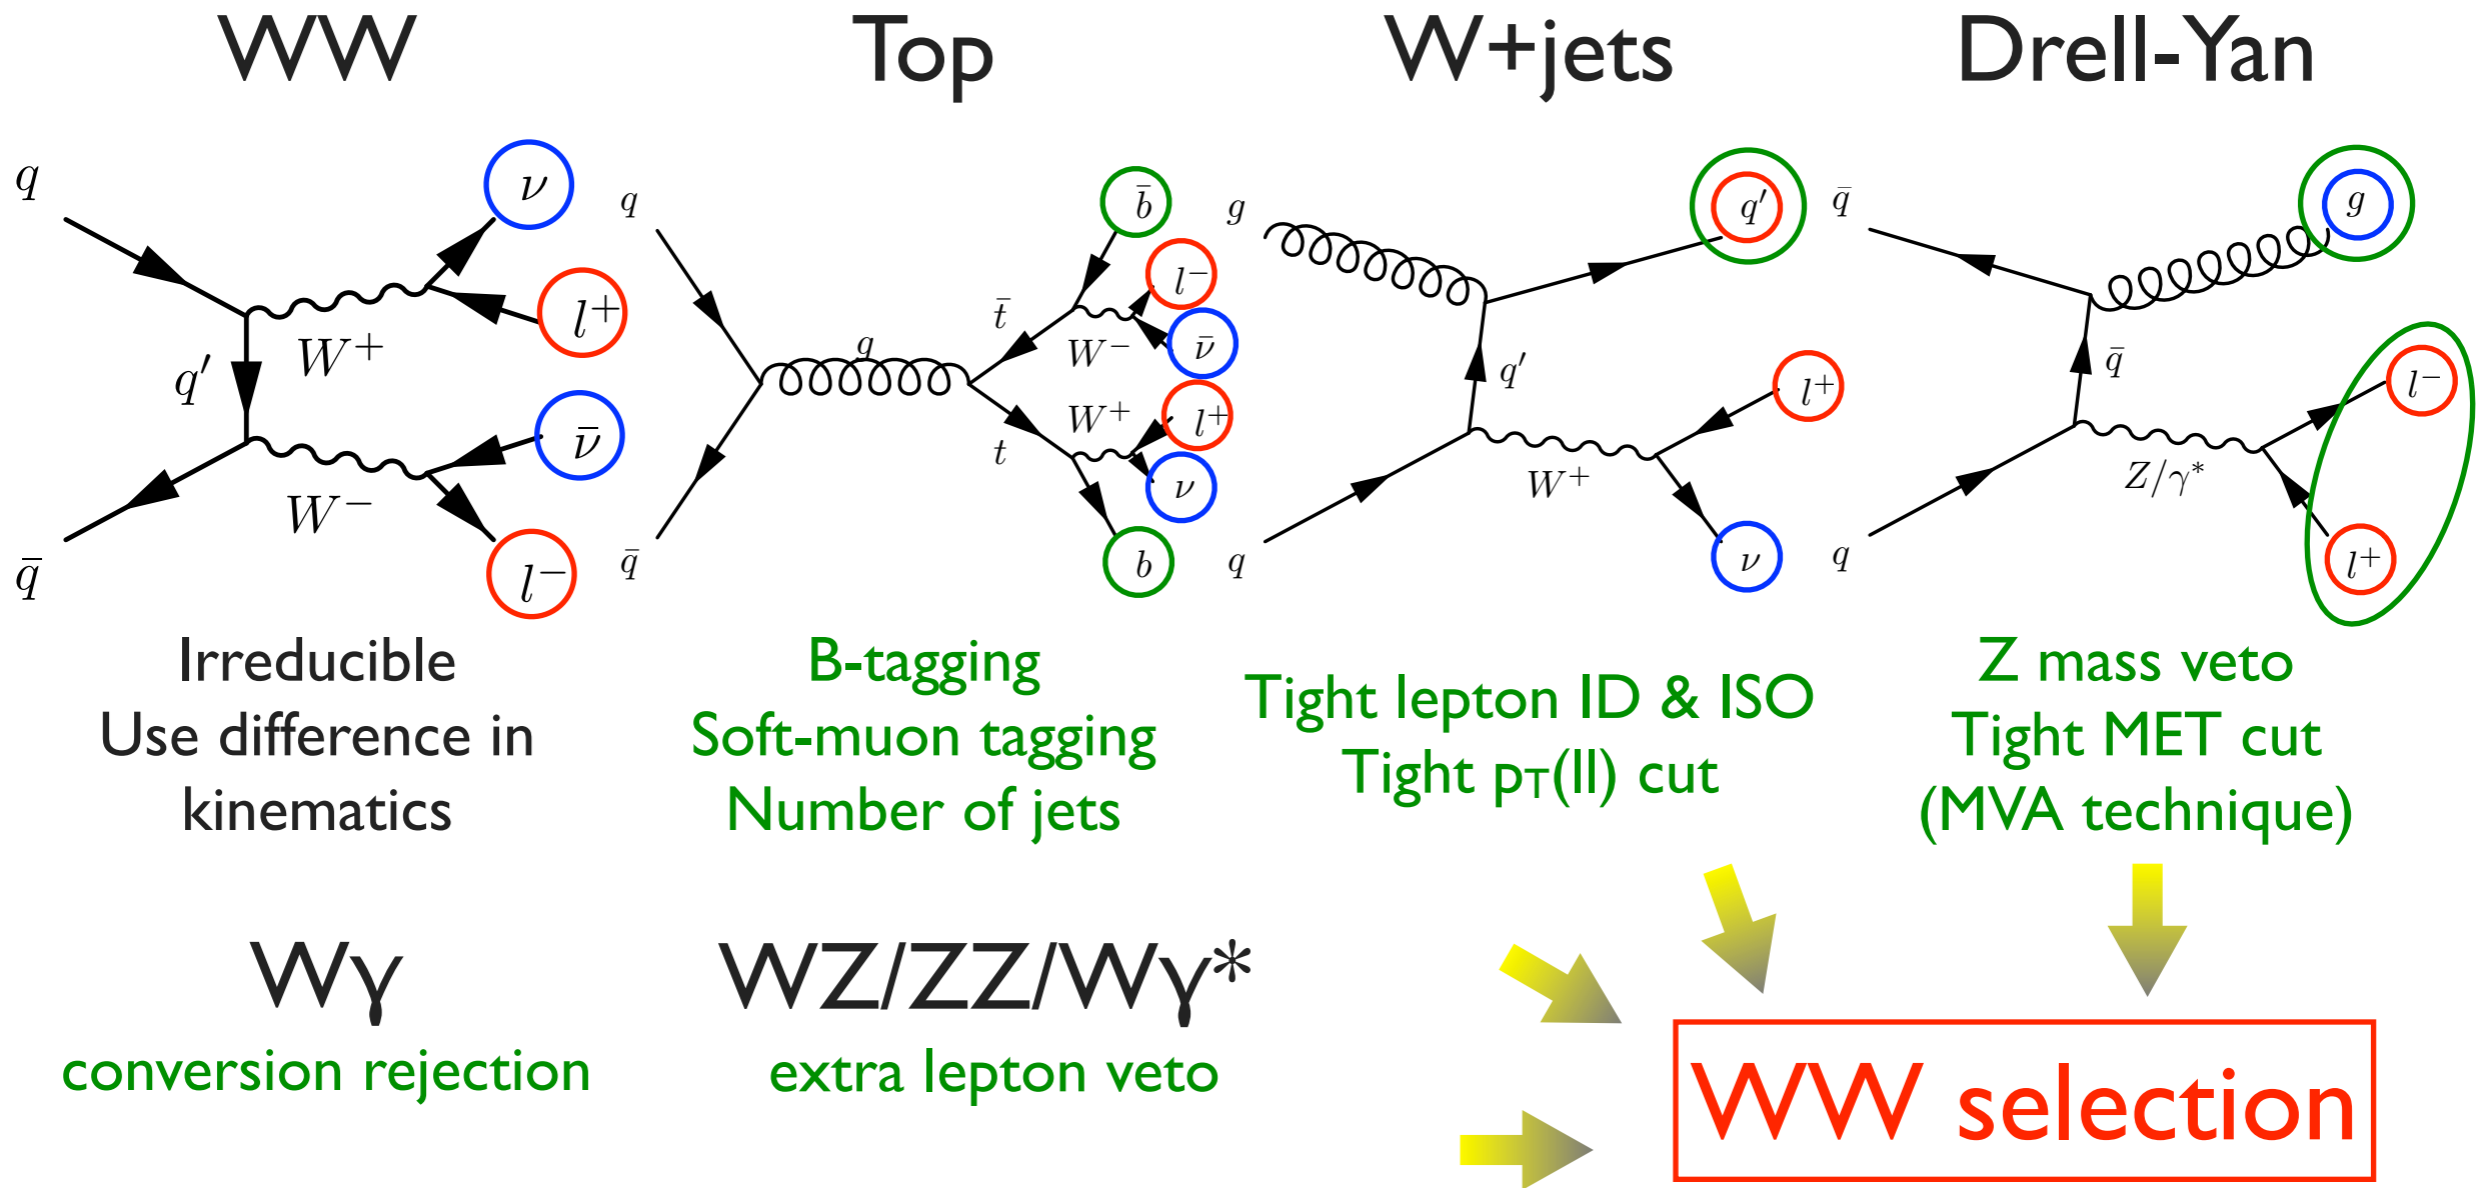 WW
Top
W+jets
Drell-Yan
q
ν
l⁺
W⁺
q′
ν̄
W⁻
l⁻
q̄
q
b̄
l⁻
t̄
W⁻
ν̄
g
W⁺
l⁺
t
ν
b
q̄
g
q′
q′
l⁺
W⁺
ν
q
q̄
g
q̄
l⁻
Z/γ*
l⁺
q
Irreducible
Use difference in
kinematics
B-tagging
Soft-muon tagging
Number of jets
Tight lepton ID & ISO
Tight pT(ll) cut
Z mass veto
Tight MET cut
(MVA technique)
Wγ
conversion rejection
WZ/ZZ/Wγ*
extra lepton veto
WW selection